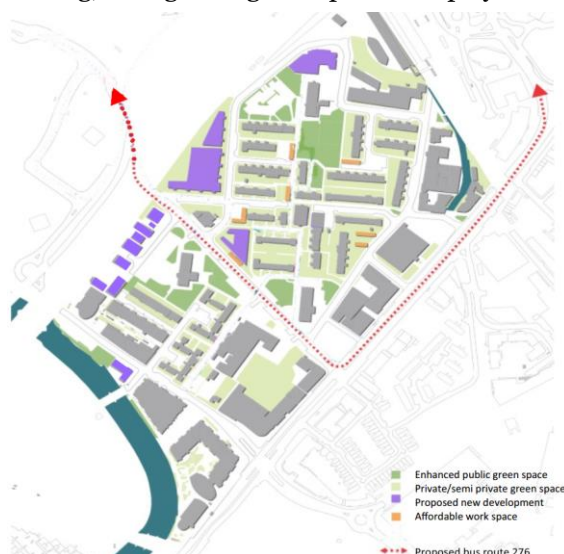 Enhanced public green space
Private/semi private green space
Proposed new development
Affordable work space
Proposed bus route 276